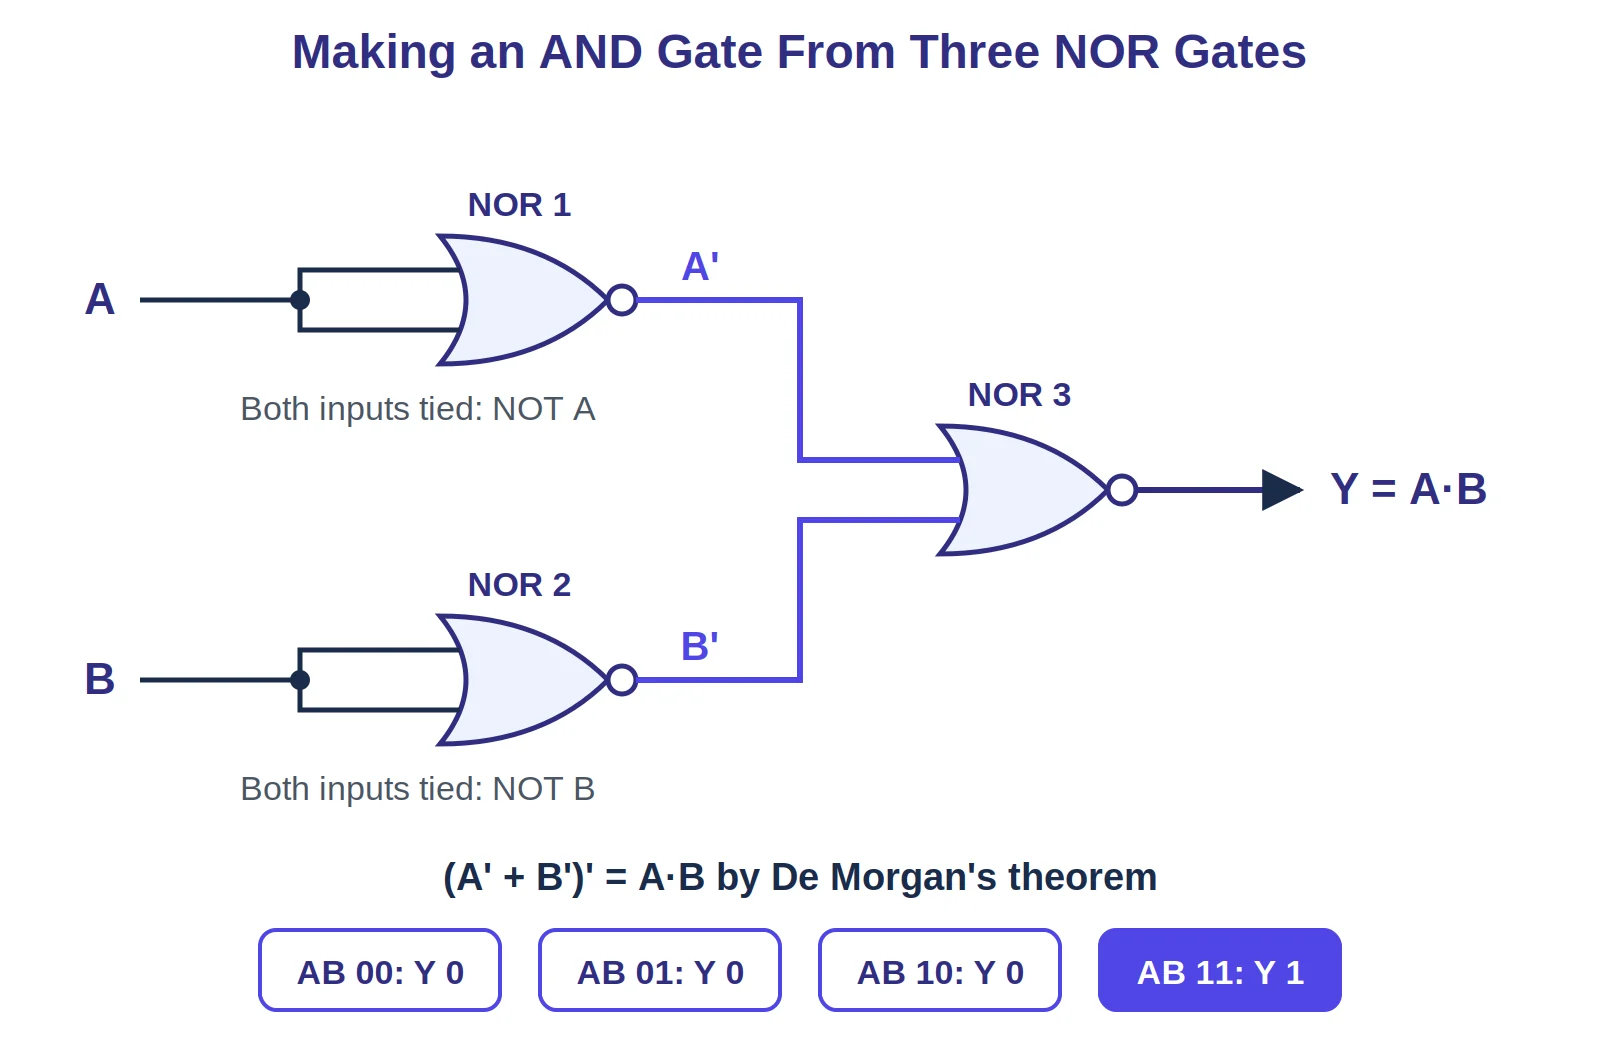 Making an AND Gate From Three NOR Gates
NOR 1
A
A'
Both inputs tied: NOT A
NOR 3
Y = A·B
NOR 2
B'
B
Both inputs tied: NOT B
(A' + B')' = A·B by De Morgan's theorem
AB 00: Y 0
AB 01: Y 0
AB 10: Y 0
AB 11: Y 1